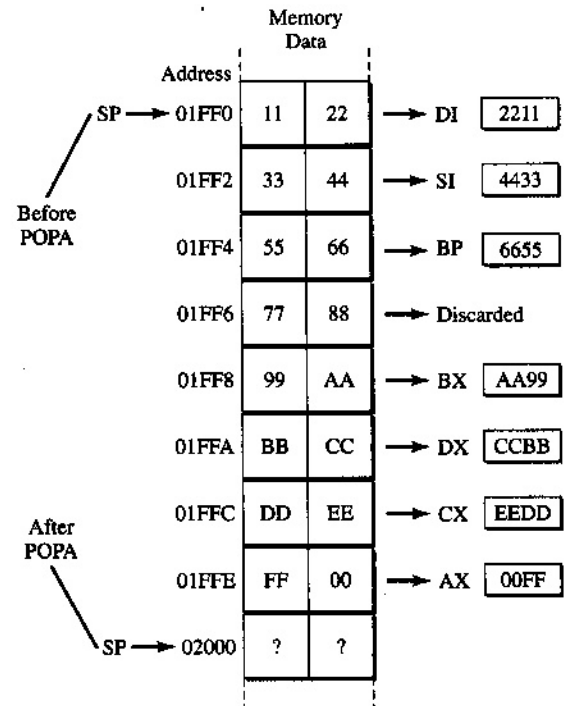 Memory
Data
Address
SP 01FF0 11 22 DI 2211
01FF2 33 44 SI 4433
Before
POPA
01FF4 55 66 BP 6655
01FF6 77 88 Discarded
01FF8 99 AA BX AA99
01FFA BB CC DX CCBB
01FFC DD EE CX EEDD
After
POPA
01FFE FF 00 AX 00FF
SP 02000 ? ?